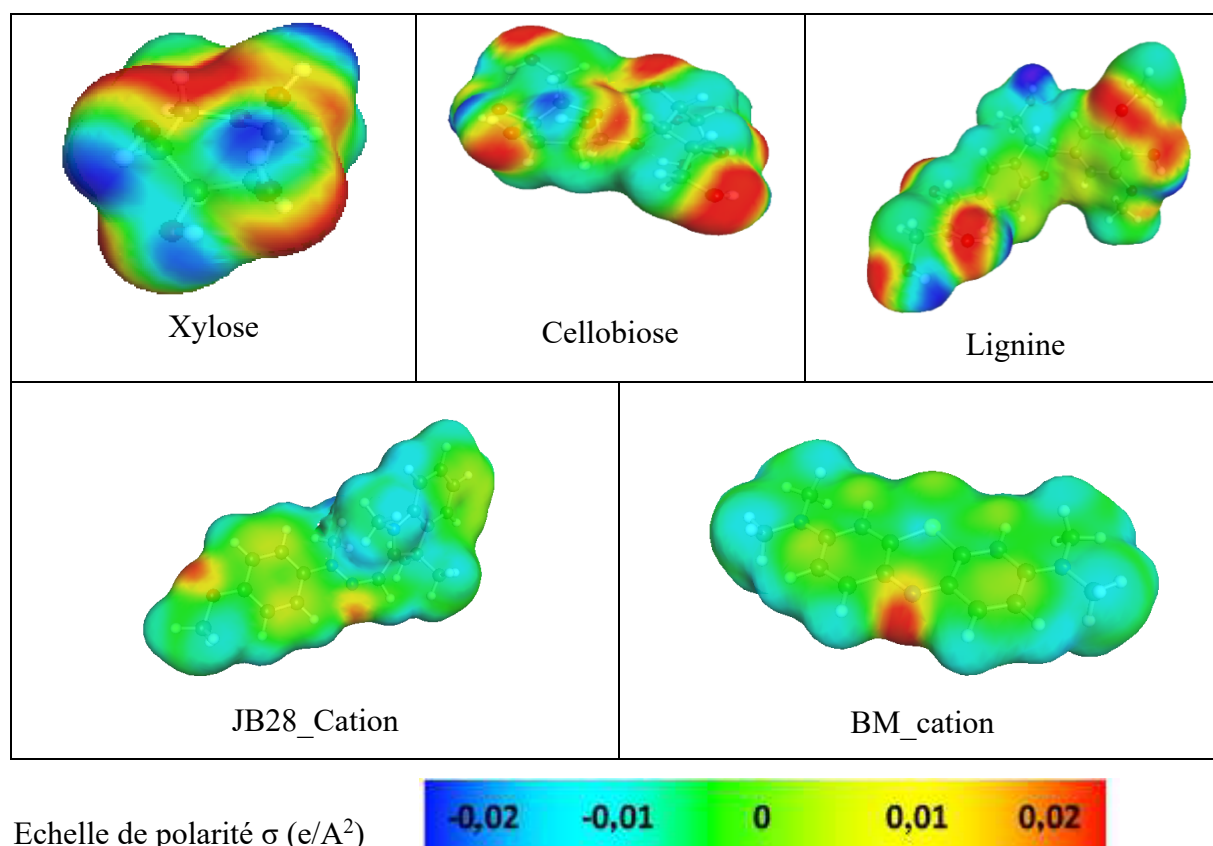 Xylose
Cellobiose
Lignine
JB28_Cation
BM_cation
Echelle de polarité σ (e/A²)
-0,02 -0,01 0 0,01 0,02